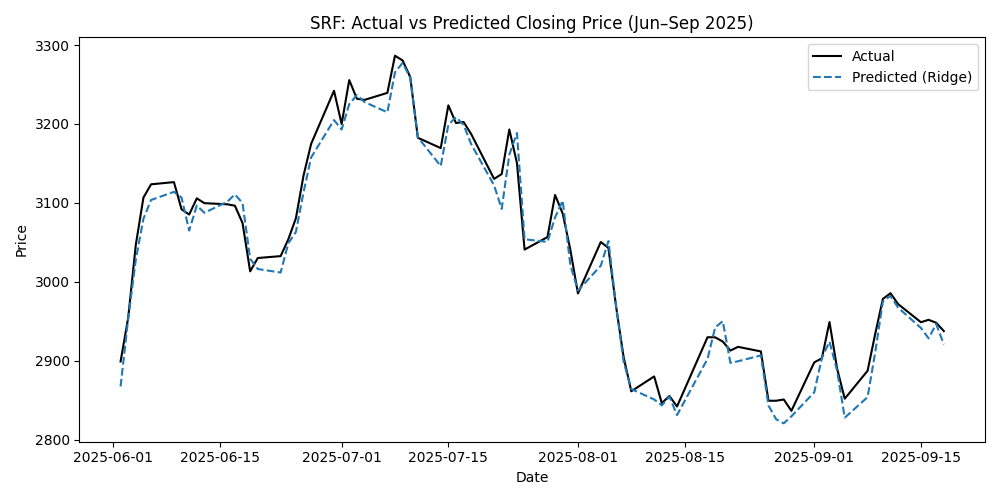 SRF: Actual vs Predicted Closing Price (Jun–Sep 2025)
Actual
Predicted (Ridge)
Price
3300
3200
3100
3000
2900
2800
2025-06-01 2025-06-15 2025-07-01 2025-07-15 2025-08-01 2025-08-15 2025-09-01 2025-09-15
Date